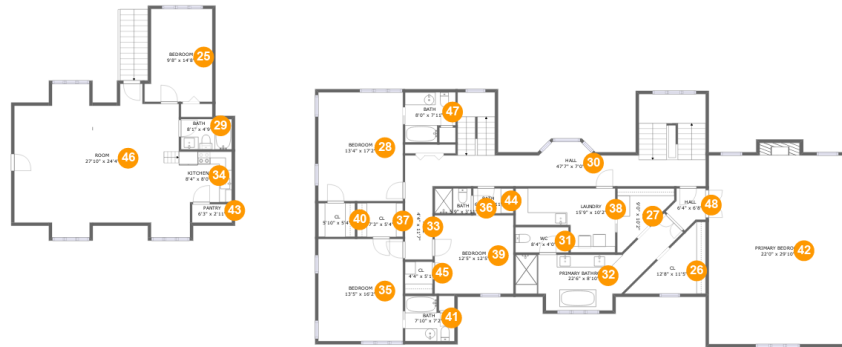 BEDROOM
9'8" x 14'8"
25
BATH
8'1" x 4'9"
29
ROOM
27'10" x 24'4"
46
KITCHEN
8'4" x 8'0"
34
PANTRY
6'3" x 2'11"
43
BATH
8'0" x 7'11"
47
BEDROOM
13'4" x 17'2"
28
HALL
47'7" x 7'0"
30
CL
5'10" x 5'4"
40
CL
7'3" x 5'4"
37
33
BATH
36
BATH
44
LAUNDRY
15'9" x 10'2"
38
27
HALL
6'4" x 6'8"
48
WC
8'4" x 4'0"
31
BEDROOM
12'5" x 12'5"
39
PRIMARY BATHROOM
22'6" x 8'10"
32
CL
12'8" x 11'5"
26
PRIMARY BEDROOM
22'0" x 29'10"
42
CL
4'4" x
45
BEDROOM
13'5" x 16'2"
35
BATH
7'10" x 7'2"
41